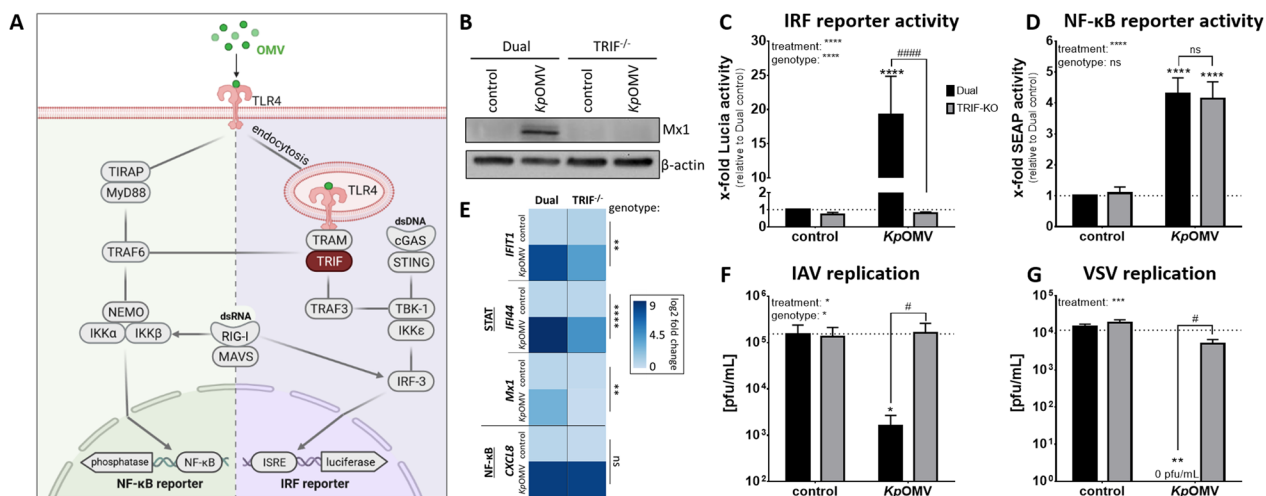 A
OMV
TLR4
endocytosis
TLR4
TIRAP
MyD88
TRAM
TRIF
dsDNA
cGAS
STING
TRAF6
TRAF3
TBK-1
IKKε
NEMO
IKKα
IKKβ
dsRNA
RIG-I
MAVS
IRF-3
phosphatase
NF-κB
ISRE
luciferase
NF-κB reporter
IRF reporter
B
Dual
TRIF-/-
control
KpOMV
control
KpOMV
Mx1
β-actin
C
IRF reporter activity
treatment: ****
genotype: ****
x-fold Lucia activity
(relative to Dual control)
30
25
20
15
10
2
1
0
****
####
control
KpOMV
D
NF-κB reporter activity
treatment: ****
genotype: ns
x-fold SEAP activity
(relative to Dual control)
6
5
4
3
2
1
0
ns
****
****
Dual
TRIF-KO
control
KpOMV
E
Dual
TRIF-/-
genotype:
STAT
IFIT1
control
KpOMV
**
IFI44
control
KpOMV
****
Mx1
control
KpOMV
**
NF-κB
CXCL8
control
KpOMV
ns
9
4.5
0
log2 fold change
F
IAV replication
treatment: *
genotype: *
[pfu/mL]
10⁶
10⁵
10⁴
10³
10²
#
*
control
KpOMV
G
VSV replication
treatment: ***
[pfu/mL]
10⁵
10⁴
10³
10²
10¹
10⁰
#
**
0 pfu/mL
control
KpOMV